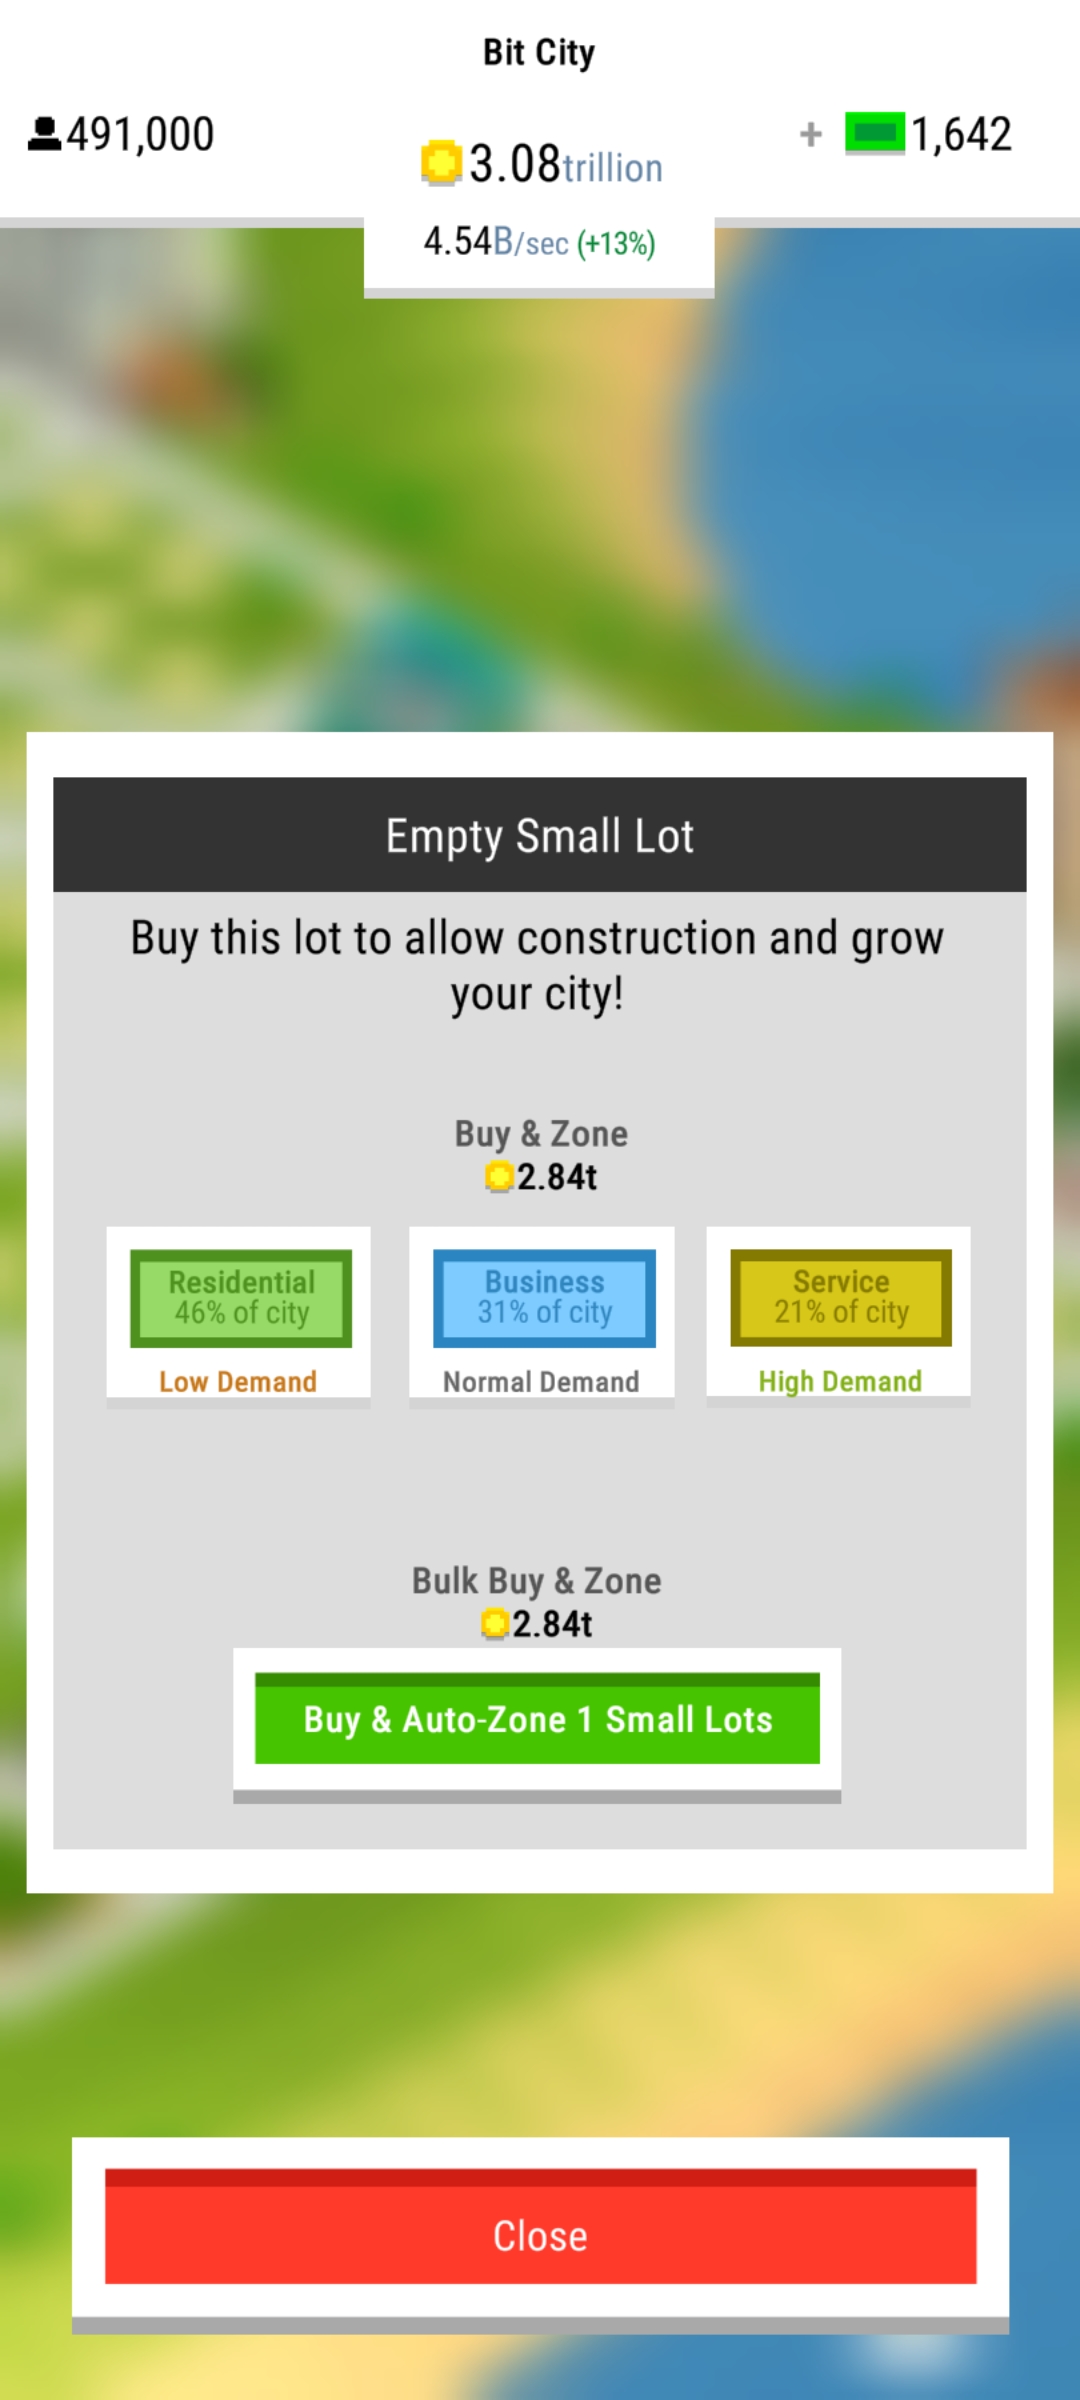 Bit City
491,000
3.08trillion
+ 1,642
4.54B/sec (+13%)
Empty Small Lot
Buy this lot to allow construction and grow
your city!
Buy & Zone
2.84t
Residential
46% of city
Low Demand
Business
31% of city
Normal Demand
Service
21% of city
High Demand
Bulk Buy & Zone
2.84t
Buy & Auto-Zone 1 Small Lots
Close